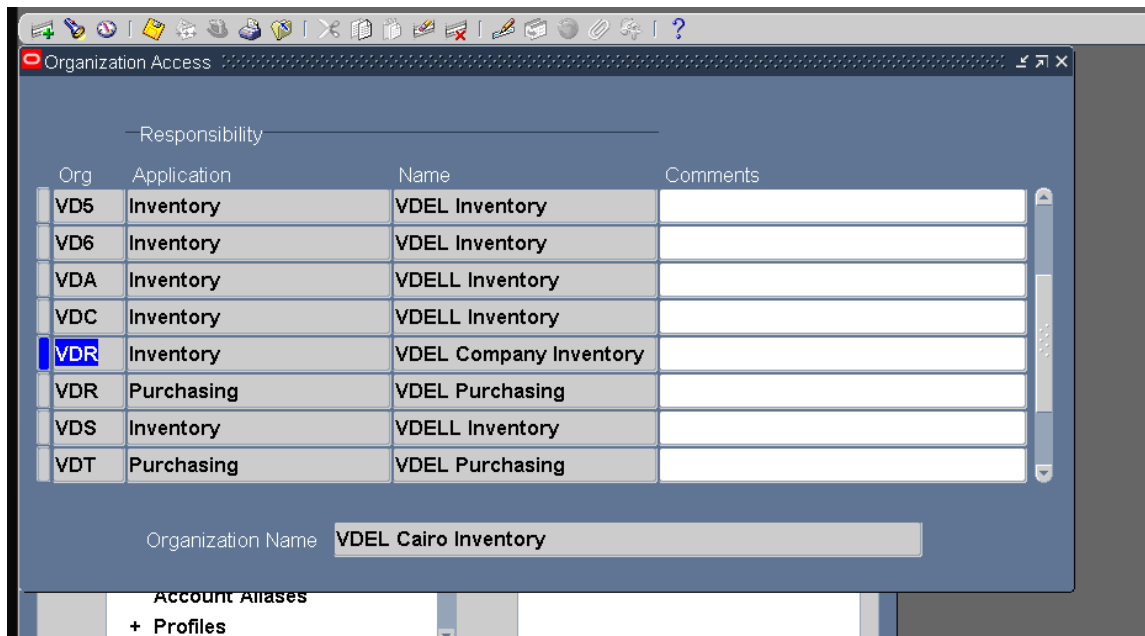 ?
Organization Access
Responsibility
Org Application Name Comments
VD5 Inventory VDEL Inventory
VD6 Inventory VDEL Inventory
VDA Inventory VDELL Inventory
VDC Inventory VDELL Inventory
VDR Inventory VDEL Company Inventory
VDR Purchasing VDEL Purchasing
VDS Inventory VDELL Inventory
VDT Purchasing VDEL Purchasing
Organization Name VDEL Cairo Inventory
Account Aliases
+ Profiles